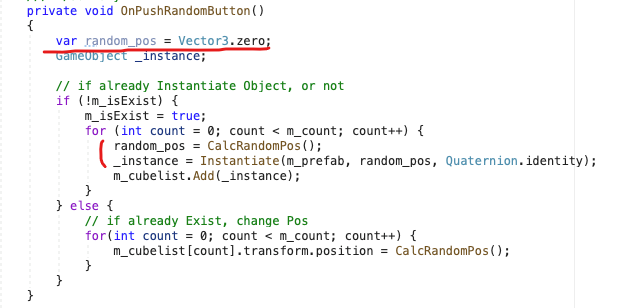 private void OnPushRandomButton()
{
var random_pos = Vector3.zero;
GameObject _instance;
// if already Instantiate Object, or not
if (!m_isExist) {
m_isExist = true;
for (int count = 0; count < m_count; count++) {
random_pos = CalcRandomPos();
_instance = Instantiate(m_prefab, random_pos, Quaternion.identity);
m_cubelist.Add(_instance);
}
} else {
// if already Exist, change Pos
for(int count = 0; count < m_count; count++) {
m_cubelist[count].transform.position = CalcRandomPos();
}
}
}